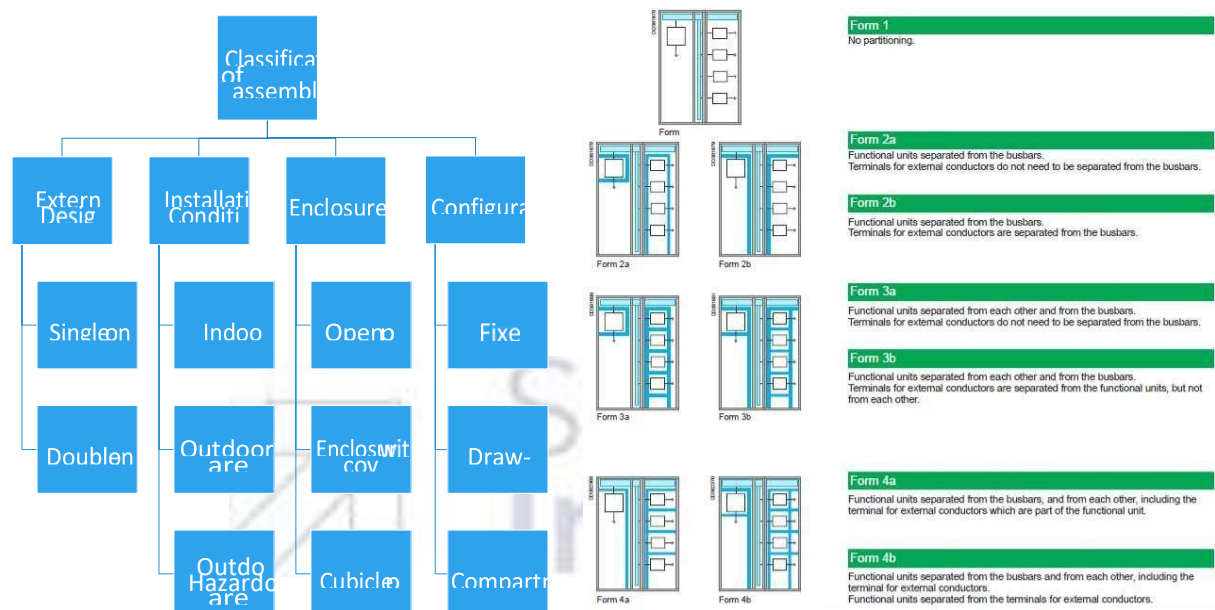 Classificat
of
assembl
Extern
Desig
Installati
Conditi
Enclosure
Configura
Single on
Indoo
Open
Fixe
Double on
Outdoor
are
Enclosur wit
cov
Draw-
Outdo
Hazardo
are
Cubicle
Compartr
Form
Form 2a
Form 2b
Form 3a
Form 3b
Form 4a
Form 4b
Form 1
No partitioning.
Form 2a
Functional units separated from the busbars.
Terminals for external conductors do not need to be separated from the busbars.
Form 2b
Functional units separated from the busbars.
Terminals for external conductors are separated from the busbars.
Form 3a
Functional units separated from each other and from the busbars.
Terminals for external conductors do not need to be separated from the busbars.
Form 3b
Functional units separated from each other and from the busbars.
Terminals for external conductors are separated from the functional units, but not
from each other.
Form 4a
Functional units separated from the busbars, and from each other, including the
terminal for external conductors which are part of the functional unit.
Form 4b
Functional units separated from the busbars and from each other, including the
terminal for external conductors.
Functional units separated from the terminals for external conductors.